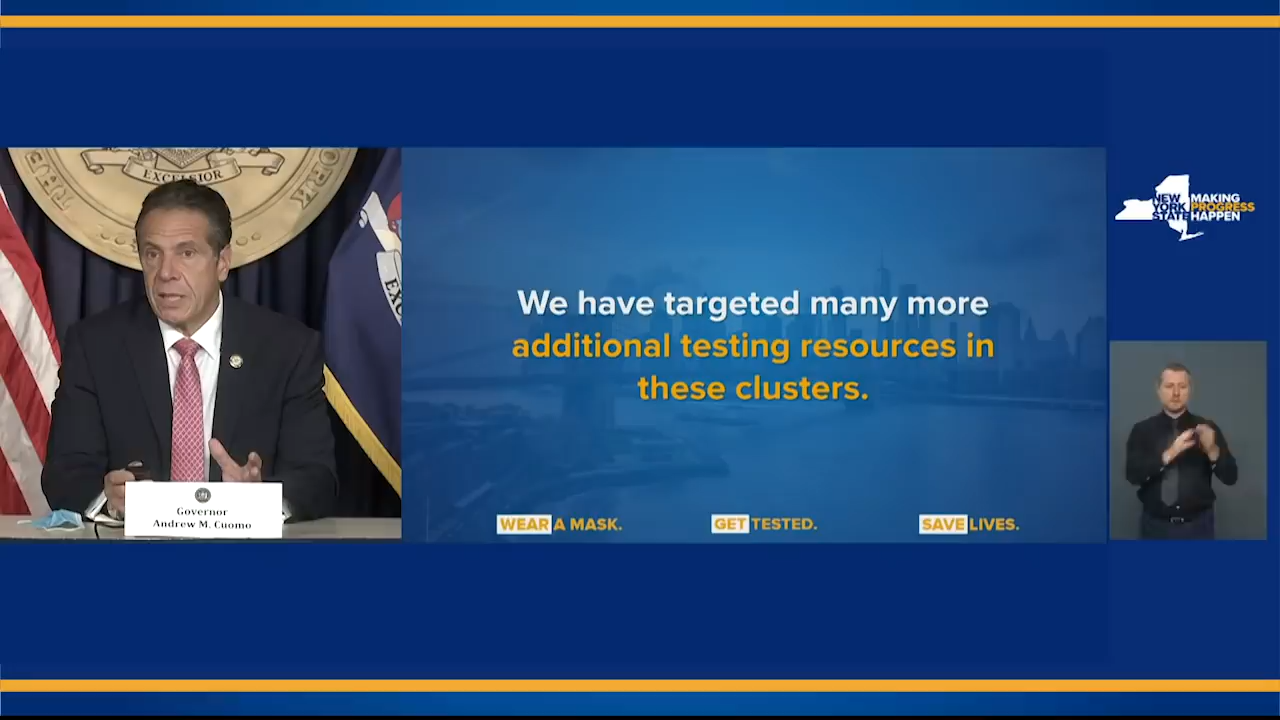 EXCELSIOR
Governor
Andrew M. Cuomo
We have targeted many more
additional testing resources in
these clusters.
WEAR A MASK.
GET TESTED.
SAVE LIVES.
NEW
YORK
STATE
MAKING
PROGRESS
HAPPEN